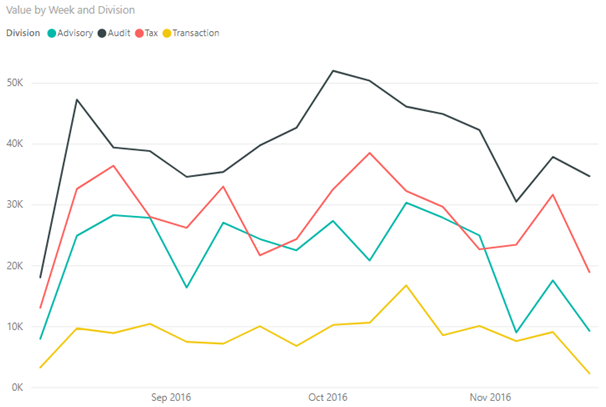 Value by Week and Division
Division Advisory Audit Tax Transaction
50K
40K
30K
20K
10K
0K
Sep 2016 Oct 2016 Nov 2016